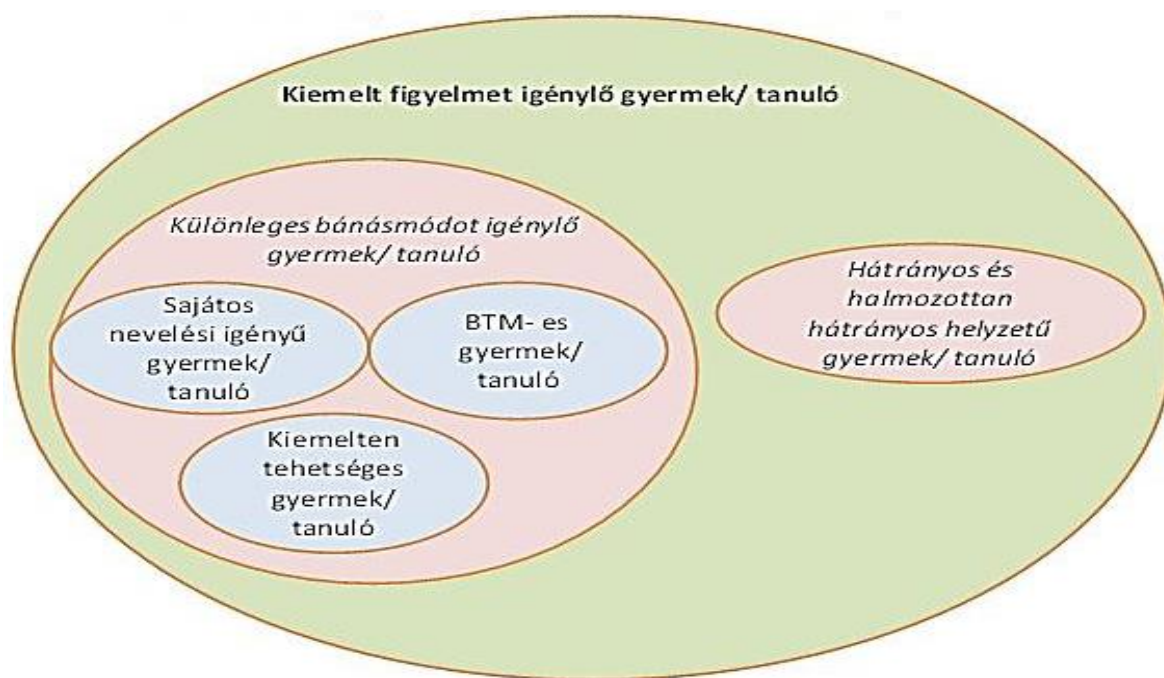 Kiemelt figyelmet igénylő gyermek/ tanuló
Különleges bánásmódot igénylő
gyermek/ tanuló
Sajátos
nevelési igényű
gyermek/
tanuló
BTM- es
gyermek/
tanuló
Kiemelten
tehetséges
gyermek/
tanuló
Hátrányos és
halmozottan
hátrányos helyzetű
gyermek/ tanuló